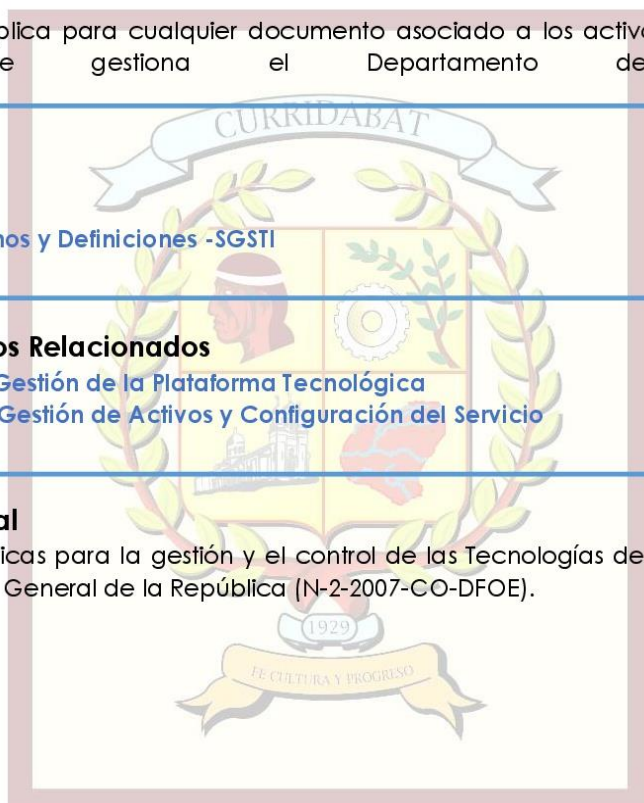 blica para cualquier documento asociado a los activ
e gestiona el Departamento de
CURRIDABAT
nos y Definiciones -SGSTI
os Relacionados
Gestión de la Plataforma Tecnológica
Gestión de Activos y Configuración del Servicio
al
icas para la gestión y el control de las Tecnologías de
General de la República (N-2-2007-CO-DFOE).
1929
FE CULTURA Y PROGRESO